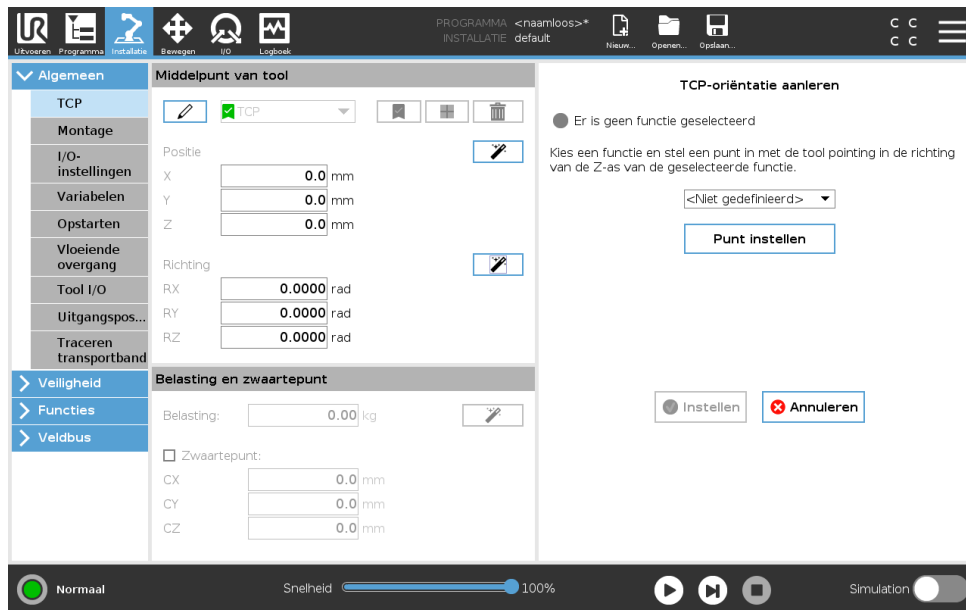 UR
Uitvoeren
Programma
Installatie
Bewegen
I/O
Logboek
PROGRAMMA <naamloos>*
INSTALLATIE default
Nieuw...
Openen...
Opslaan...
C C
C C
Algemeen
TCP
Montage
I/O-
instellingen
Variabelen
Opstarten
Vloeiende
overgang
Tool I/O
Uitgangspos...
Traceren
transportband
Veiligheid
Functies
Veldbus
Middelpunt van tool
TCP
Positie
X 0.0 mm
Y 0.0 mm
Z 0.0 mm
Richting
RX 0.0000 rad
RY 0.0000 rad
RZ 0.0000 rad
Belasting en zwaartepunt
Belasting: 0.00 kg
Zwaartepunt:
CX 0.0 mm
CY 0.0 mm
CZ 0.0 mm
TCP-oriëntatie aanleren
Er is geen functie geselecteerd
Kies een functie en stel een punt in met de tool pointing in de richting
van de Z-as van de geselecteerde functie.
<Niet gedefinieerd>
Punt instellen
Instellen
Annuleren
Normaal
Snelheid 100%
Simulation